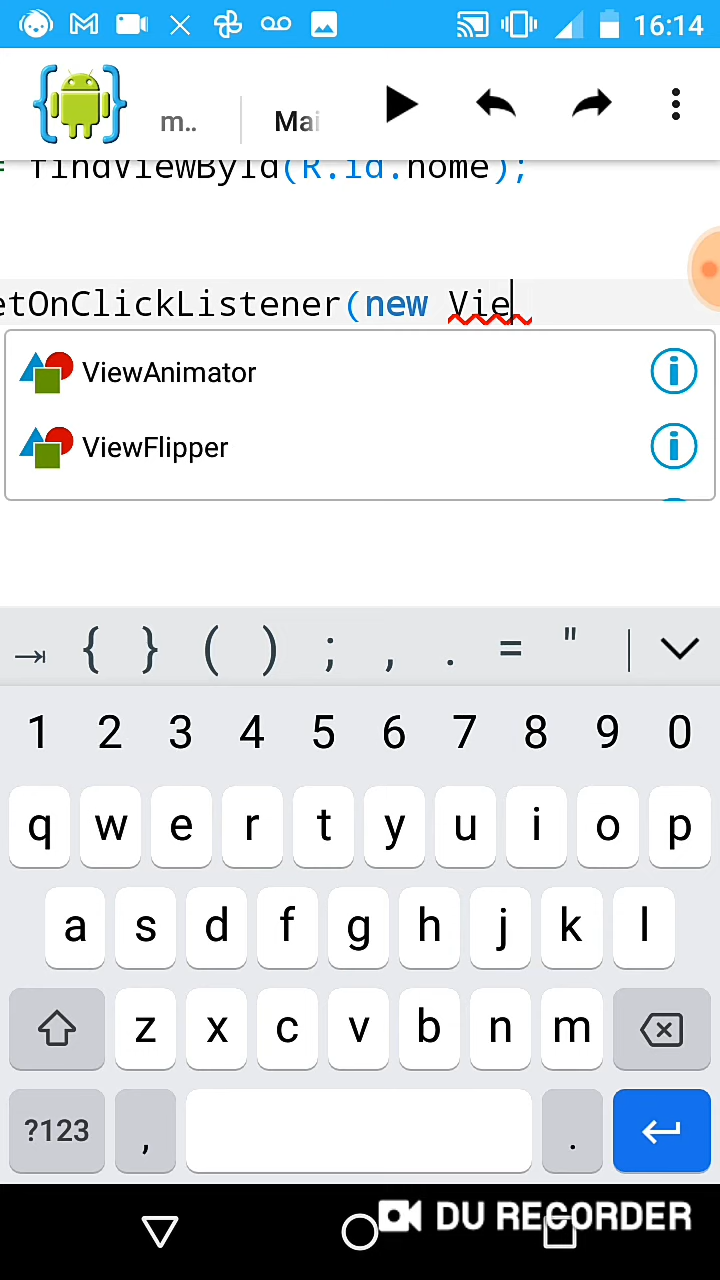 16:14
m..
Mai
= findViewById(R.id.home);
etOnClickListener(new Vie
ViewAnimator
ViewFlipper
{ } ( ) ; , . = " |
1 2 3 4 5 6 7 8 9 0
q w e r t y u i o p
a s d f g h j k l
z x c v b n m
?123 , .
DU RECORDER